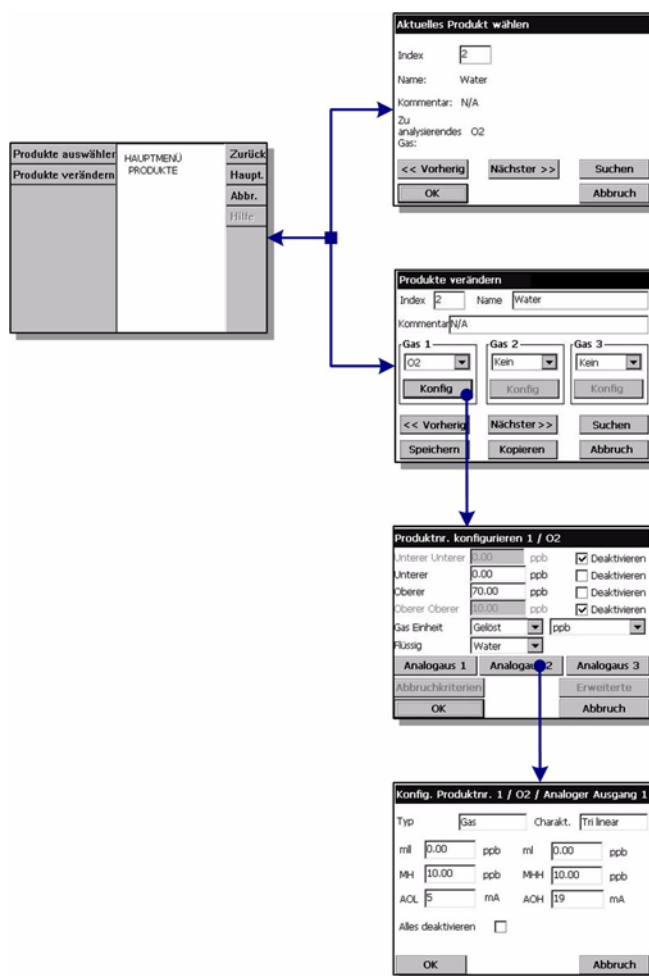 Aktuelles Produkt wählen
Index 2
Name: Water
Kommentar: N/A
Zu
analysierendes O2
Gas:
<< Vorherig Nächster >> Suchen
OK Abbruch
Produkte auswähler HAUPTMENÜ Zurück
Produkte verändern PRODUKTE Haupt.
Abbr.
Hilfe
Produkte verändern
Index 2 Name Water
Kommentar N/A
Gas 1 Gas 2 Gas 3
O2 Kein Kein
Konfig Konfig Konfig
<< Vorherig Nächster >> Suchen
Speichern Kopieren Abbruch
Produktnr. konfigurieren 1 / O2
Unterer Unterer 0.00 ppb Deaktivieren
Unterer 0.00 ppb Deaktivieren
Oberer 70.00 ppb Deaktivieren
Oberer Oberer 10.00 ppb Deaktivieren
Gas Einheit Gelöst ppb
Flüssig Water
Analogaus 1 Analogaus 2 Analogaus 3
Abbruchkriterien Erweiterte
OK Abbruch
Konfig. Produktnr. 1 / O2 / Analoger Ausgang 1
Typ Gas Charakt. Tri linear
mll 0.00 ppb ml 0.00 ppb
MH 10.00 ppb MHH 10.00 ppb
AOL 5 mA AOH 19 mA
Alles deaktivieren
OK Abbruch